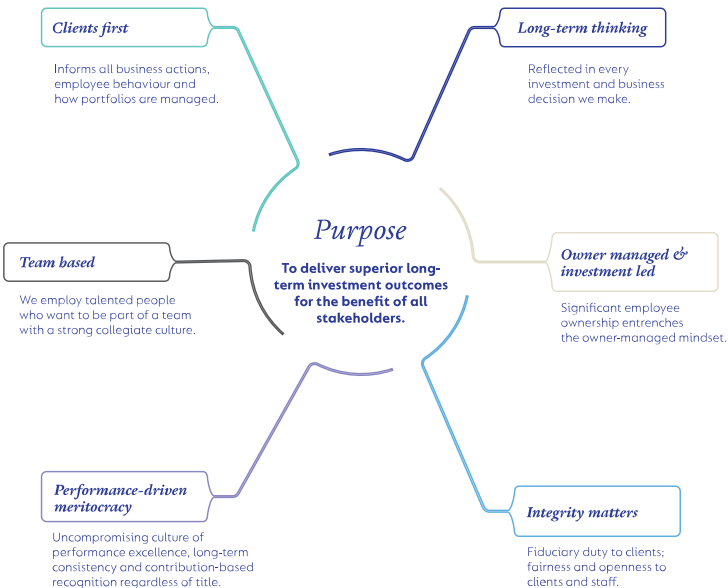 Clients first
Informs all business actions,
employee behaviour and
how portfolios are managed.
Long-term thinking
Reflected in every
investment and business
decision we make.
Purpose
To deliver superior long-
term investment outcomes
for the benefit of all
stakeholders.
Team based
We employ talented people
who want to be part of a team
with a strong collegiate culture.
Owner managed &
investment led
Significant employee
ownership entrenches
the owner-managed mindset.
Performance-driven
meritocracy
Uncompromising culture of
performance excellence, long-term
consistency and contribution-based
recognition regardless of title.
Integrity matters
Fiduciary duty to clients;
fairness and openness to
clients and staff.